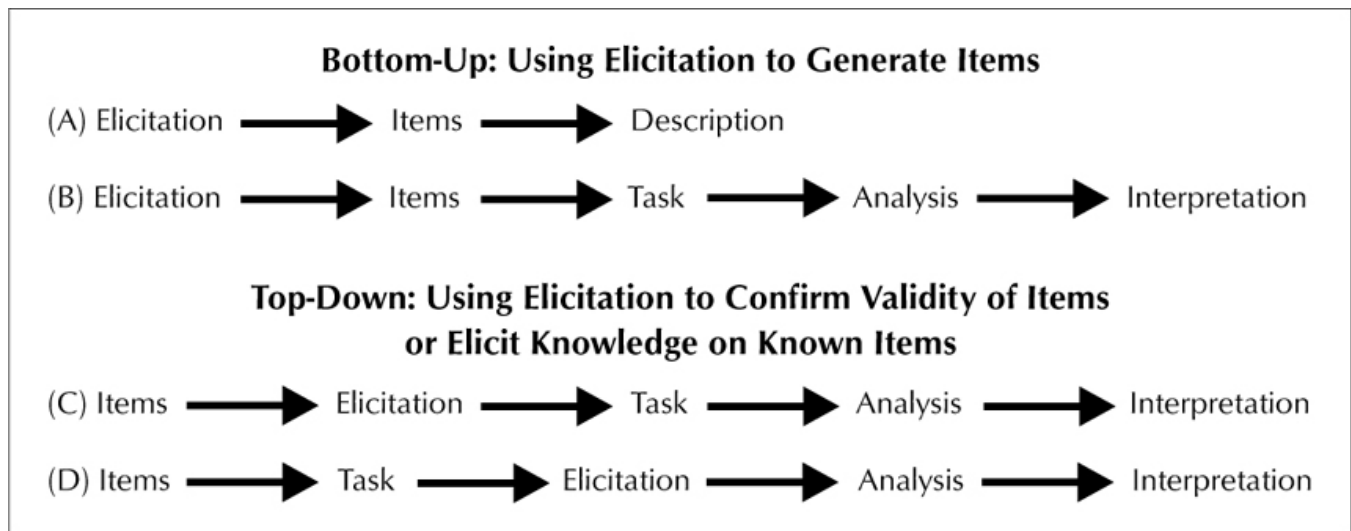 Bottom-Up: Using Elicitation to Generate Items
(A) Elicitation Items Description
(B) Elicitation Items Task Analysis Interpretation
Top-Down: Using Elicitation to Confirm Validity of Items
or Elicit Knowledge on Known Items
(C) Items Elicitation Task Analysis Interpretation
(D) Items Task Elicitation Analysis Interpretation